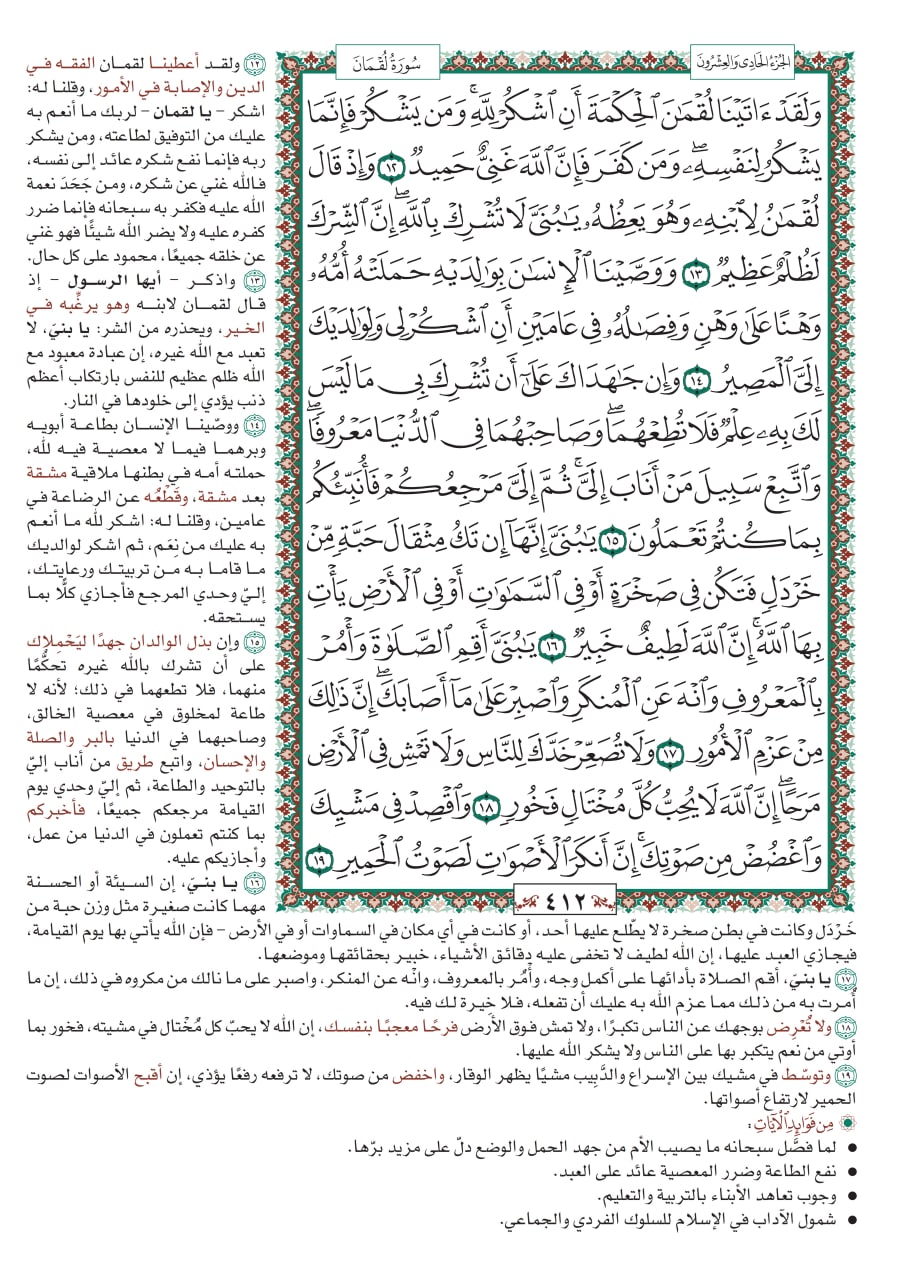 الجُزْءُ الحَادِي وَالعِشْرُونَ
سُورَةُ لُقْمَانَ
وَلَقَدْ ءَاتَيْنَا لُقْمَٰنَ ٱلْحِكْمَةَ أَنِ ٱشْكُرْ لِلَّهِۚ وَمَن يَشْكُرْ فَإِنَّمَا
يَشْكُرُ لِنَفْسِهِۦۖ وَمَن كَفَرَ فَإِنَّ ٱللَّهَ غَنِيٌّ حَمِيدٌ ١٢ وَإِذْ قَالَ
لُقْمَٰنُ لِٱبْنِهِۦ وَهُوَ يَعِظُهُۥ يَٰبُنَيَّ لَا تُشْرِكْ بِٱللَّهِۖ إِنَّ ٱلشِّرْكَ
لَظُلْمٌ عَظِيمٌ ١٣ وَوَصَّيْنَا ٱلْإِنسَٰنَ بِوَٰلِدَيْهِ حَمَلَتْهُ أُمُّهُۥ
وَهْنًا عَلَىٰ وَهْنٍ وَفِصَٰلُهُۥ فِي عَامَيْنِ أَنِ ٱشْكُرْ لِي وَلِوَٰلِدَيْكَ
إِلَيَّ ٱلْمَصِيرُ ١٤ وَإِن جَٰهَدَاكَ عَلَىٰٓ أَن تُشْرِكَ بِي مَا لَيْسَ
لَكَ بِهِۦ عِلْمٌ فَلَا تُطِعْهُمَاۖ وَصَاحِبْهُمَا فِي ٱلدُّنْيَا مَعْرُوفًاۖ
وَٱتَّبِعْ سَبِيلَ مَنْ أَنَابَ إِلَيَّۚ ثُمَّ إِلَيَّ مَرْجِعُكُمْ فَأُنَبِّئُكُم
بِمَا كُنتُمْ تَعْمَلُونَ ١٥ يَٰبُنَيَّ إِنَّهَآ إِن تَكُ مِثْقَالَ حَبَّةٍ مِّنْ
خَرْدَلٍ فَتَكُن فِي صَخْرَةٍ أَوْ فِي ٱلسَّمَٰوَٰتِ أَوْ فِي ٱلْأَرْضِ يَأْتِ
بِهَا ٱللَّهُۚ إِنَّ ٱللَّهَ لَطِيفٌ خَبِيرٌ ١٦ يَٰبُنَيَّ أَقِمِ ٱلصَّلَوٰةَ وَأْمُرْ
بِٱلْمَعْرُوفِ وَٱنْهَ عَنِ ٱلْمُنكَرِ وَٱصْبِرْ عَلَىٰ مَآ أَصَابَكَۖ إِنَّ ذَٰلِكَ
مِنْ عَزْمِ ٱلْأُمُورِ ١٧ وَلَا تُصَعِّرْ خَدَّكَ لِلنَّاسِ وَلَا تَمْشِ فِي ٱلْأَرْضِ
مَرَحًاۖ إِنَّ ٱللَّهَ لَا يُحِبُّ كُلَّ مُخْتَالٍ فَخُورٍ ١٨ وَٱقْصِدْ فِي مَشْيِكَ
وَٱغْضُضْ مِن صَوْتِكَۚ إِنَّ أَنكَرَ ٱلْأَصْوَٰتِ لَصَوْتُ ٱلْحَمِيرِ ١٩
٤١٢
١٢ ولقد أعطينا لقمان الفقه في
الدين والإصابة في الأمور، وقلنا له:
اشكر – يا لقمان – لربك ما أنعم به
عليك من التوفيق لطاعته، ومن يشكر
ربه فإنما نفع شكره عائد إلى نفسه،
فالله غني عن شكره، ومن جَحَدَ نعمة
الله عليه فكفر به سبحانه فإنما ضرر
كفره عليه ولا يضر الله شيئًا فهو غني
عن خلقه جميعًا، محمود على كل حال.
١٣ واذكر – أيها الرسول – إذ
قال لقمان لابنه وهو يرغِّبه في
الخير، ويحذره من الشر: يا بنيّ، لا
تعبد مع الله غيره، إن عبادة معبود مع
الله ظلم عظيم للنفس بارتكاب أعظم
ذنب يؤدي إلى خلودها في النار.
١٤ ووصّينا الإنسان بطاعة أبويه
وبرهما فيما لا معصية فيه لله،
حملته أمه في بطنها ملاقية مشقة
بعد مشقة، وقَطْعُه عن الرضاعة في
عامين، وقلنا له: اشكر لله ما أنعم
به عليك من نِعَم، ثم اشكر لوالديك
ما قاما به من تربيتك ورعايتك،
إليّ وحدي المرجع فأجازي كلًّا بما
يستحقه.
١٥ وإن بذل الوالدان جهدًا ليَحْمِلاك
على أن تشرك بالله غيره تحكُّمًا
منهما، فلا تطعهما في ذلك؛ لأنه لا
طاعة لمخلوق في معصية الخالق،
وصاحبهما في الدنيا بالبر والصلة
والإحسان، واتبع طريق من أناب إليّ
بالتوحيد والطاعة، ثم إليّ وحدي يوم
القيامة مرجعكم جميعًا، فأخبركم
بما كنتم تعملون في الدنيا من عمل،
وأجازيكم عليه.
١٦ يا بنيّ، إن السيئة أو الحسنة
مهما كانت صغيرة مثل وزن حبة من
خَرْدَل وكانت في بطن صخرة لا يطّلع عليها أحد، أو كانت في أي مكان في السماوات أو في الأرض – فإن الله يأتي بها يوم القيامة،
فيجازي العبد عليها، إن الله لطيف لا تخفى عليه دقائق الأشياء، خبير بحقائقها وموضعها.
١٧ يا بنيّ، أقم الصلاة بأدائها على أكمل وجه، وأْمُر بالمعروف، وانْه عن المنكر، واصبر على ما نالك من مكروه في ذلك، إن ما
أُمرت به من ذلك مما عزم الله به عليك أن تفعله، فلا خيرة لك فيه.
١٨ ولا تُعْرِض بوجهك عن الناس تكبرًا، ولا تمش فوق الأرض فرحًا معجبًا بنفسك، إن الله لا يحبّ كل مُخْتال في مشيته، فخور بما
أوتي من نعم يتكبر بها على الناس ولا يشكر الله عليها.
١٩ وتوسّط في مشيك بين الإسراع والدَّبِيب مشيًا يظهر الوقار، واخفض من صوتك، لا ترفعه رفعًا يؤذي، إن أقبح الأصوات لصوت
الحمير لارتفاع أصواتها.
مِن فَوَائِدِ الْآيَاتِ:
• لما فصَّل سبحانه ما يصيب الأم من جهد الحمل والوضع دلّ على مزيد برّها.
• نفع الطاعة وضرر المعصية عائد على العبد.
• وجوب تعاهد الأبناء بالتربية والتعليم.
• شمول الآداب في الإسلام للسلوك الفردي والجماعي.